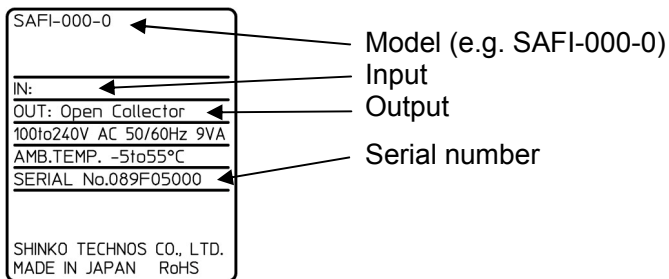 SAFI-000-0
IN:
OUT: Open Collector
100to240V AC 50/60Hz 9VA
AMB.TEMP. -5to55°C
SERIAL No.089F05000
SHINKO TECHNOS CO., LTD.
MADE IN JAPAN RoHS
Model (e.g. SAFI-000-0)
Input
Output
Serial number